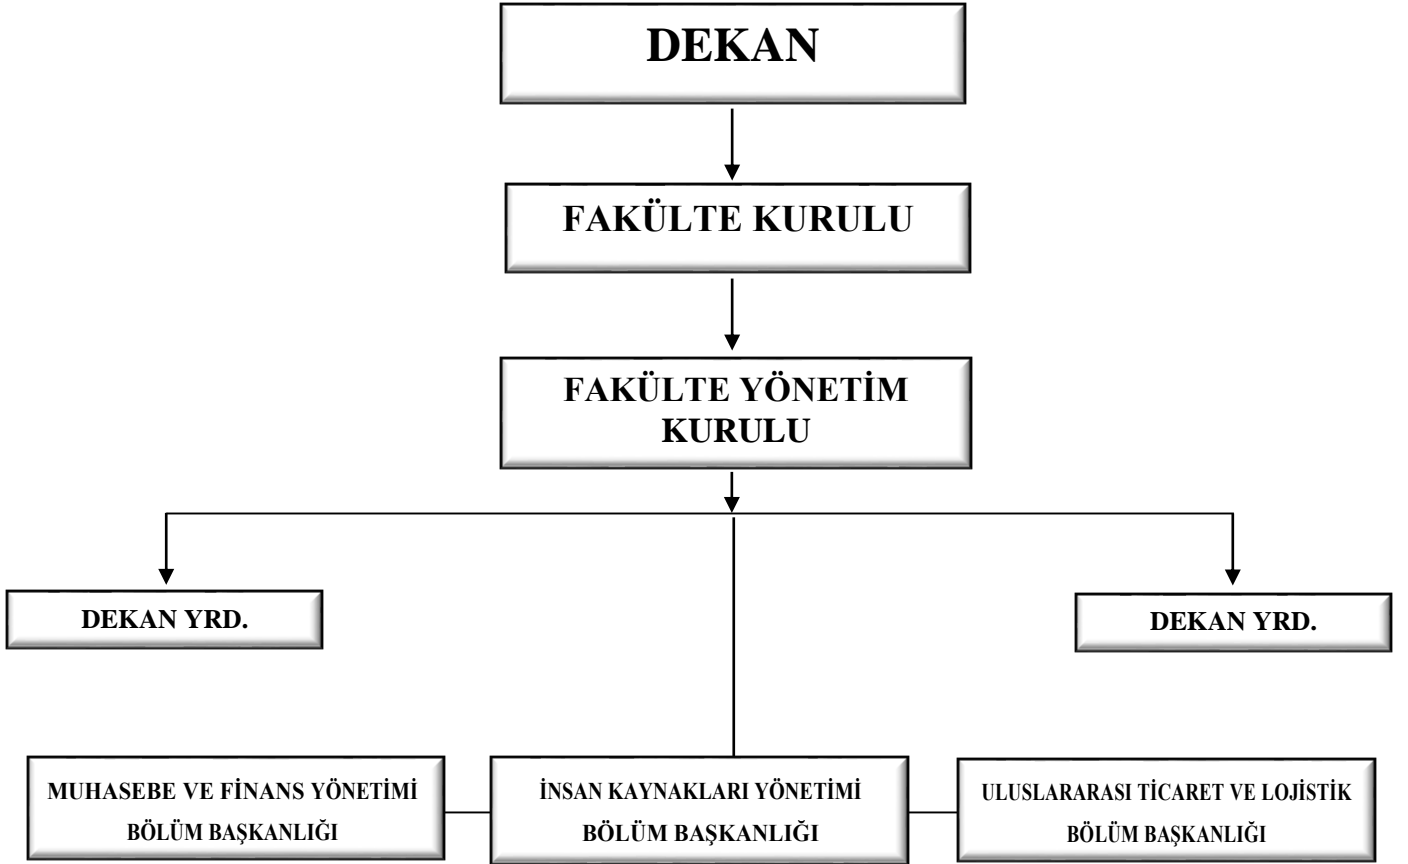 DEKAN
FAKÜLTE KURULU
FAKÜLTE YÖNETİM
KURULU
DEKAN YRD.
DEKAN YRD.
MUHASEBE VE FİNANS YÖNETİMİ
BÖLÜM BAŞKANLIĞI
İNSAN KAYNAKLARI YÖNETİMİ
BÖLÜM BAŞKANLIĞI
ULUSLARARASI TİCARET VE LOJİSTİK
BÖLÜM BAŞKANLIĞI